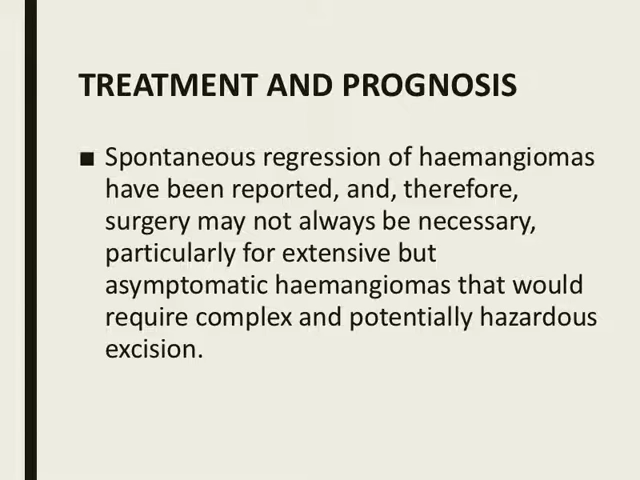 TREATMENT AND PROGNOSIS
■ Spontaneous regression of haemangiomas
have been reported, and, therefore,
surgery may not always be necessary,
particularly for extensive but
asymptomatic haemangiomas that would
require complex and potentially hazardous
excision.